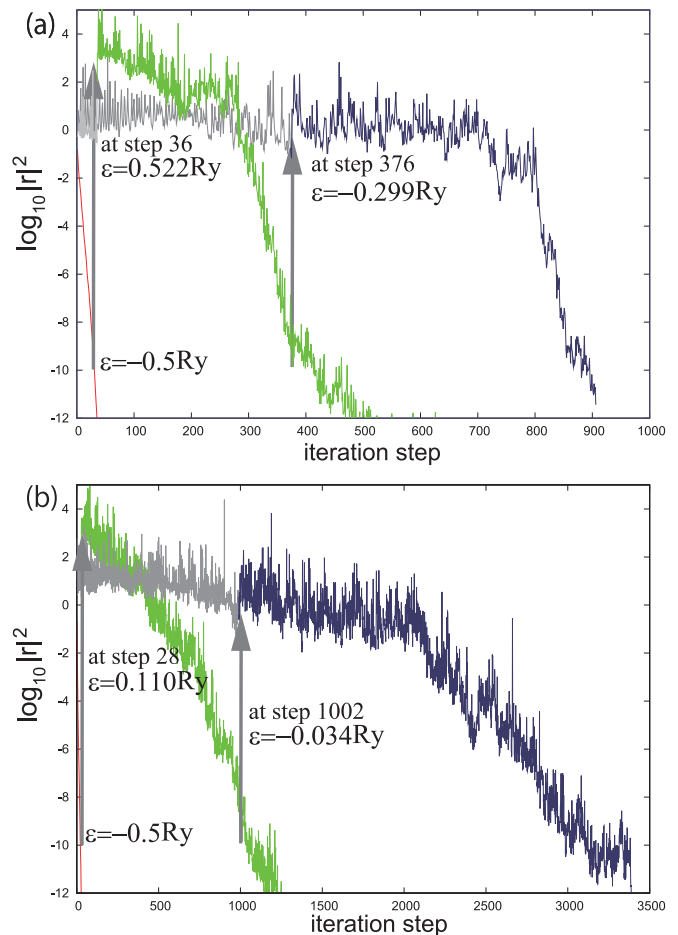 (a)
log10 |r|2
4
2
0
-2
-4
-6
-8
-10
-12
at step 36
ε=0.522Ry
at step 376
ε=−0.299Ry
ε=−0.5Ry
0 100 200 300 400 500 600 700 800 900 1000
iteration step
(b)
log10 |r|2
4
2
0
-2
-4
-6
-8
-10
-12
at step 28
ε=0.110Ry
at step 1002
ε=−0.034Ry
ε=−0.5Ry
0 500 1000 1500 2000 2500 3000 3500
iteration step